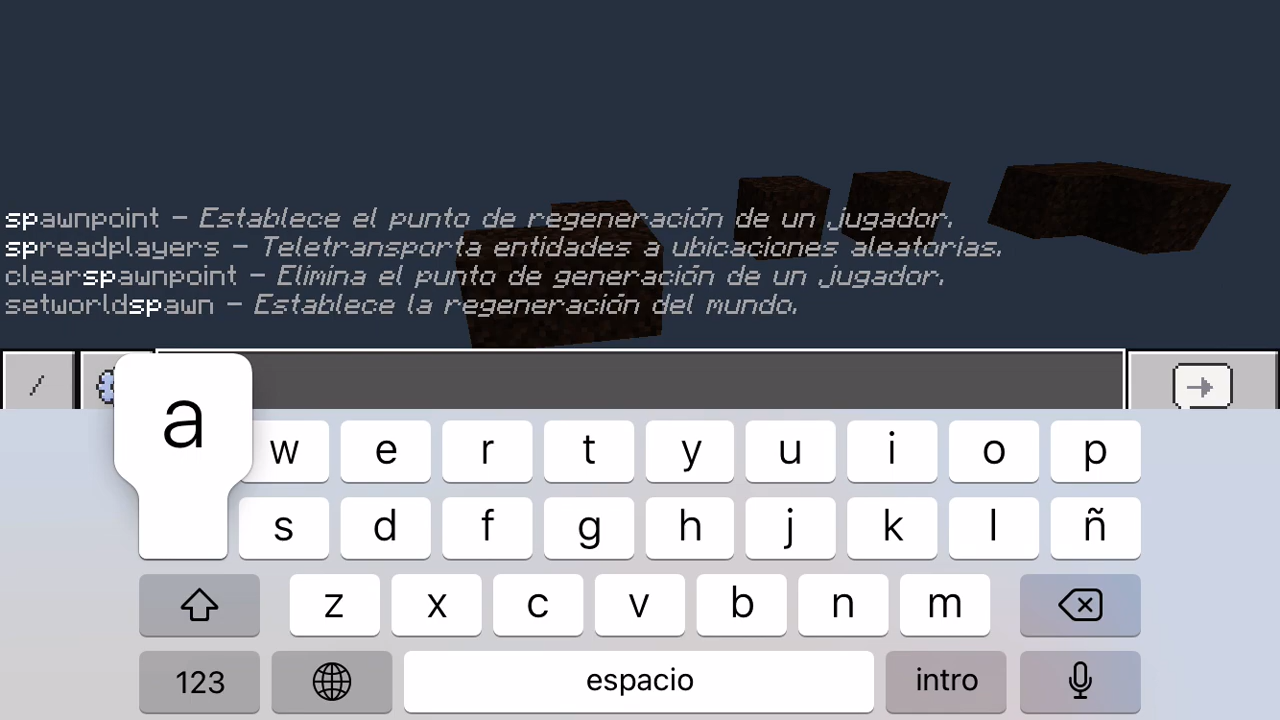 spawnpoint - Establece el punto de regeneración de un jugador.
spreadplayers - Teletransporta entidades a ubicaciones aleatorias.
clearspawnpoint - Elimina el punto de generación de un jugador.
setworldspawn - Establece la regeneración del mundo.
/
a
w e r t y u i o p
s d f g h j k l ñ
z x c v b n m
123 espacio intro